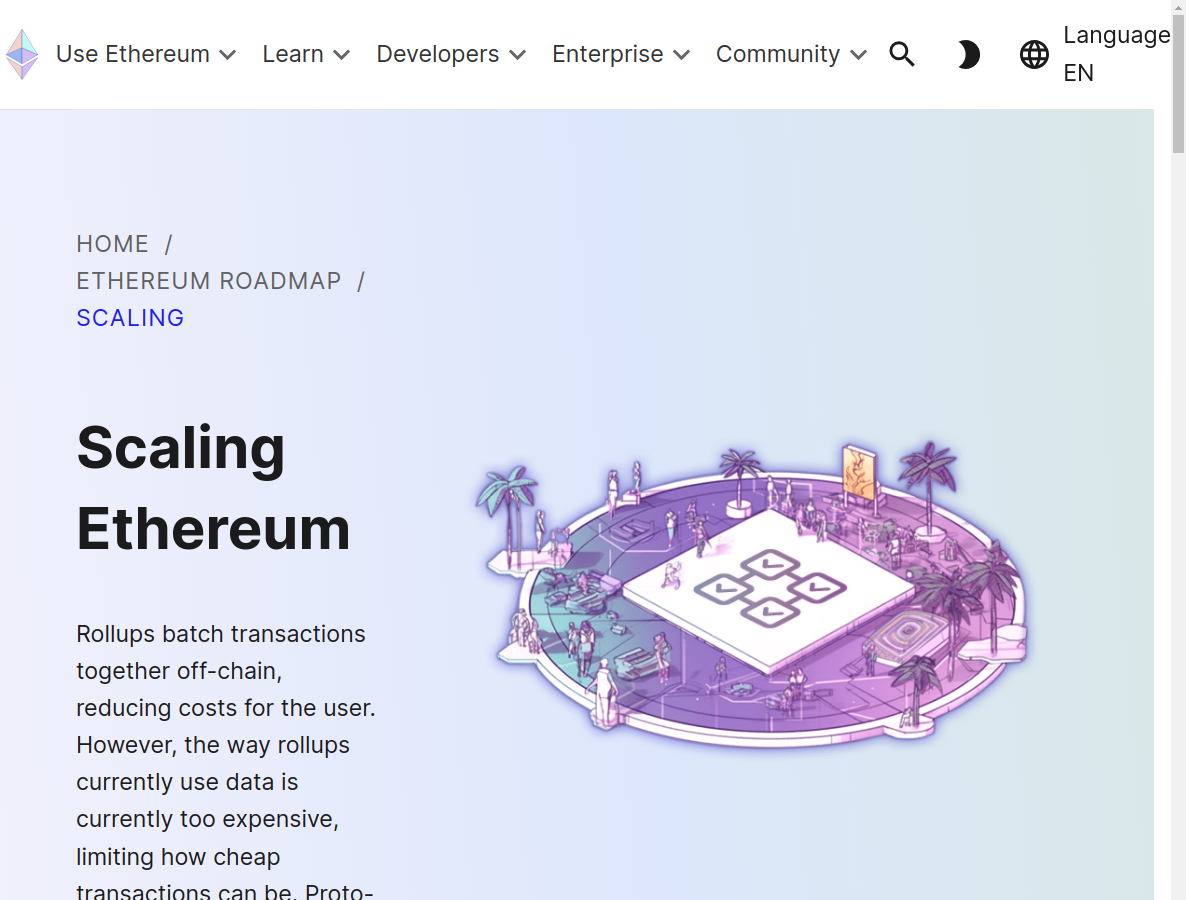 Use Ethereum
Learn
Developers
Enterprise
Community
Language
EN
HOME /
ETHEREUM ROADMAP /
SCALING
Scaling
Ethereum
Rollups batch transactions
together off-chain,
reducing costs for the user.
However, the way rollups
currently use data is
currently too expensive,
limiting how cheap
transactions can be. Proto-